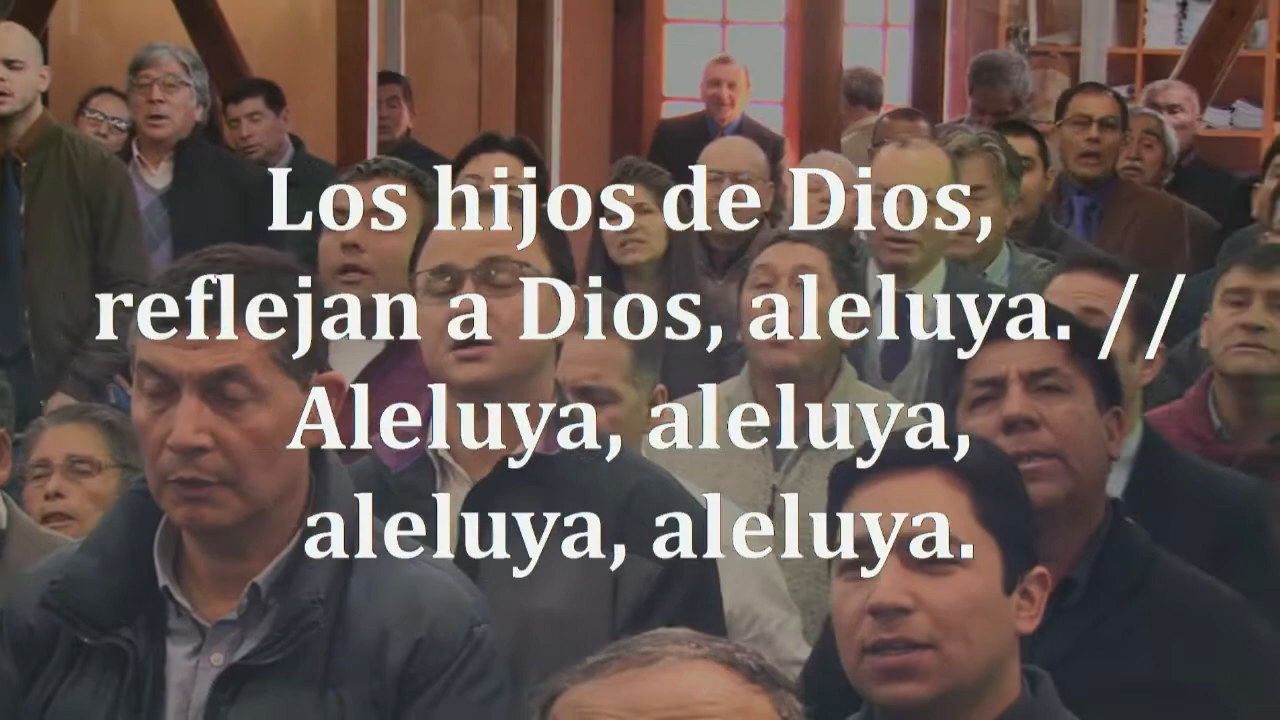 Los hijos de Dios,
reflejan a Dios, aleluya. //
Aleluya, aleluya,
aleluya, aleluya.